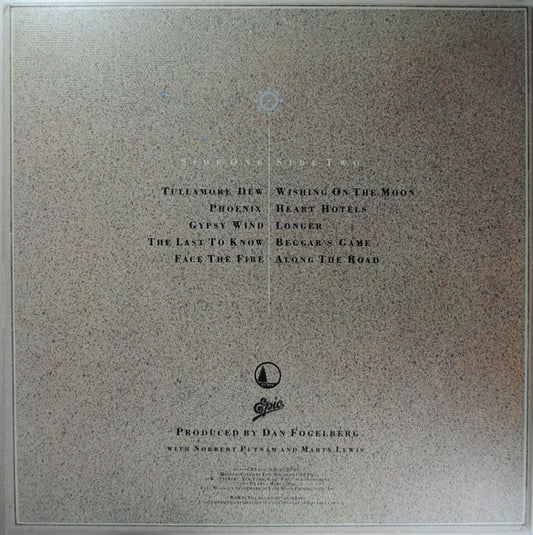 SIDE ONE SIDE TWO
TULLAMORE DEW WISHING ON THE MOON
PHOENIX HEART HOTELS
GYPSY WIND LONGER
THE LAST TO KNOW BEGGAR'S GAME
FACE THE FIRE ALONG THE ROAD
Epic
PRODUCED BY DAN FOGELBERG
WITH NORBERT PUTNAM AND MARTY LEWIS